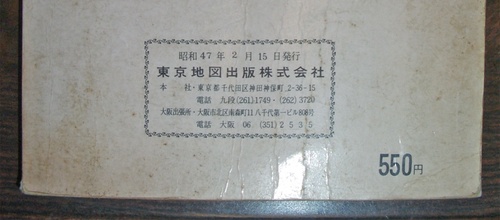 昭和47年2月15日発行
東京地図出版株式会社
本社・東京都千代田区神田神保町2-36-15
電話 九段(261)1749・(262)3720
大阪出張所・大阪市北区南森町11八千代第一ビル808号
電話 大阪 06 (351)2535
550円